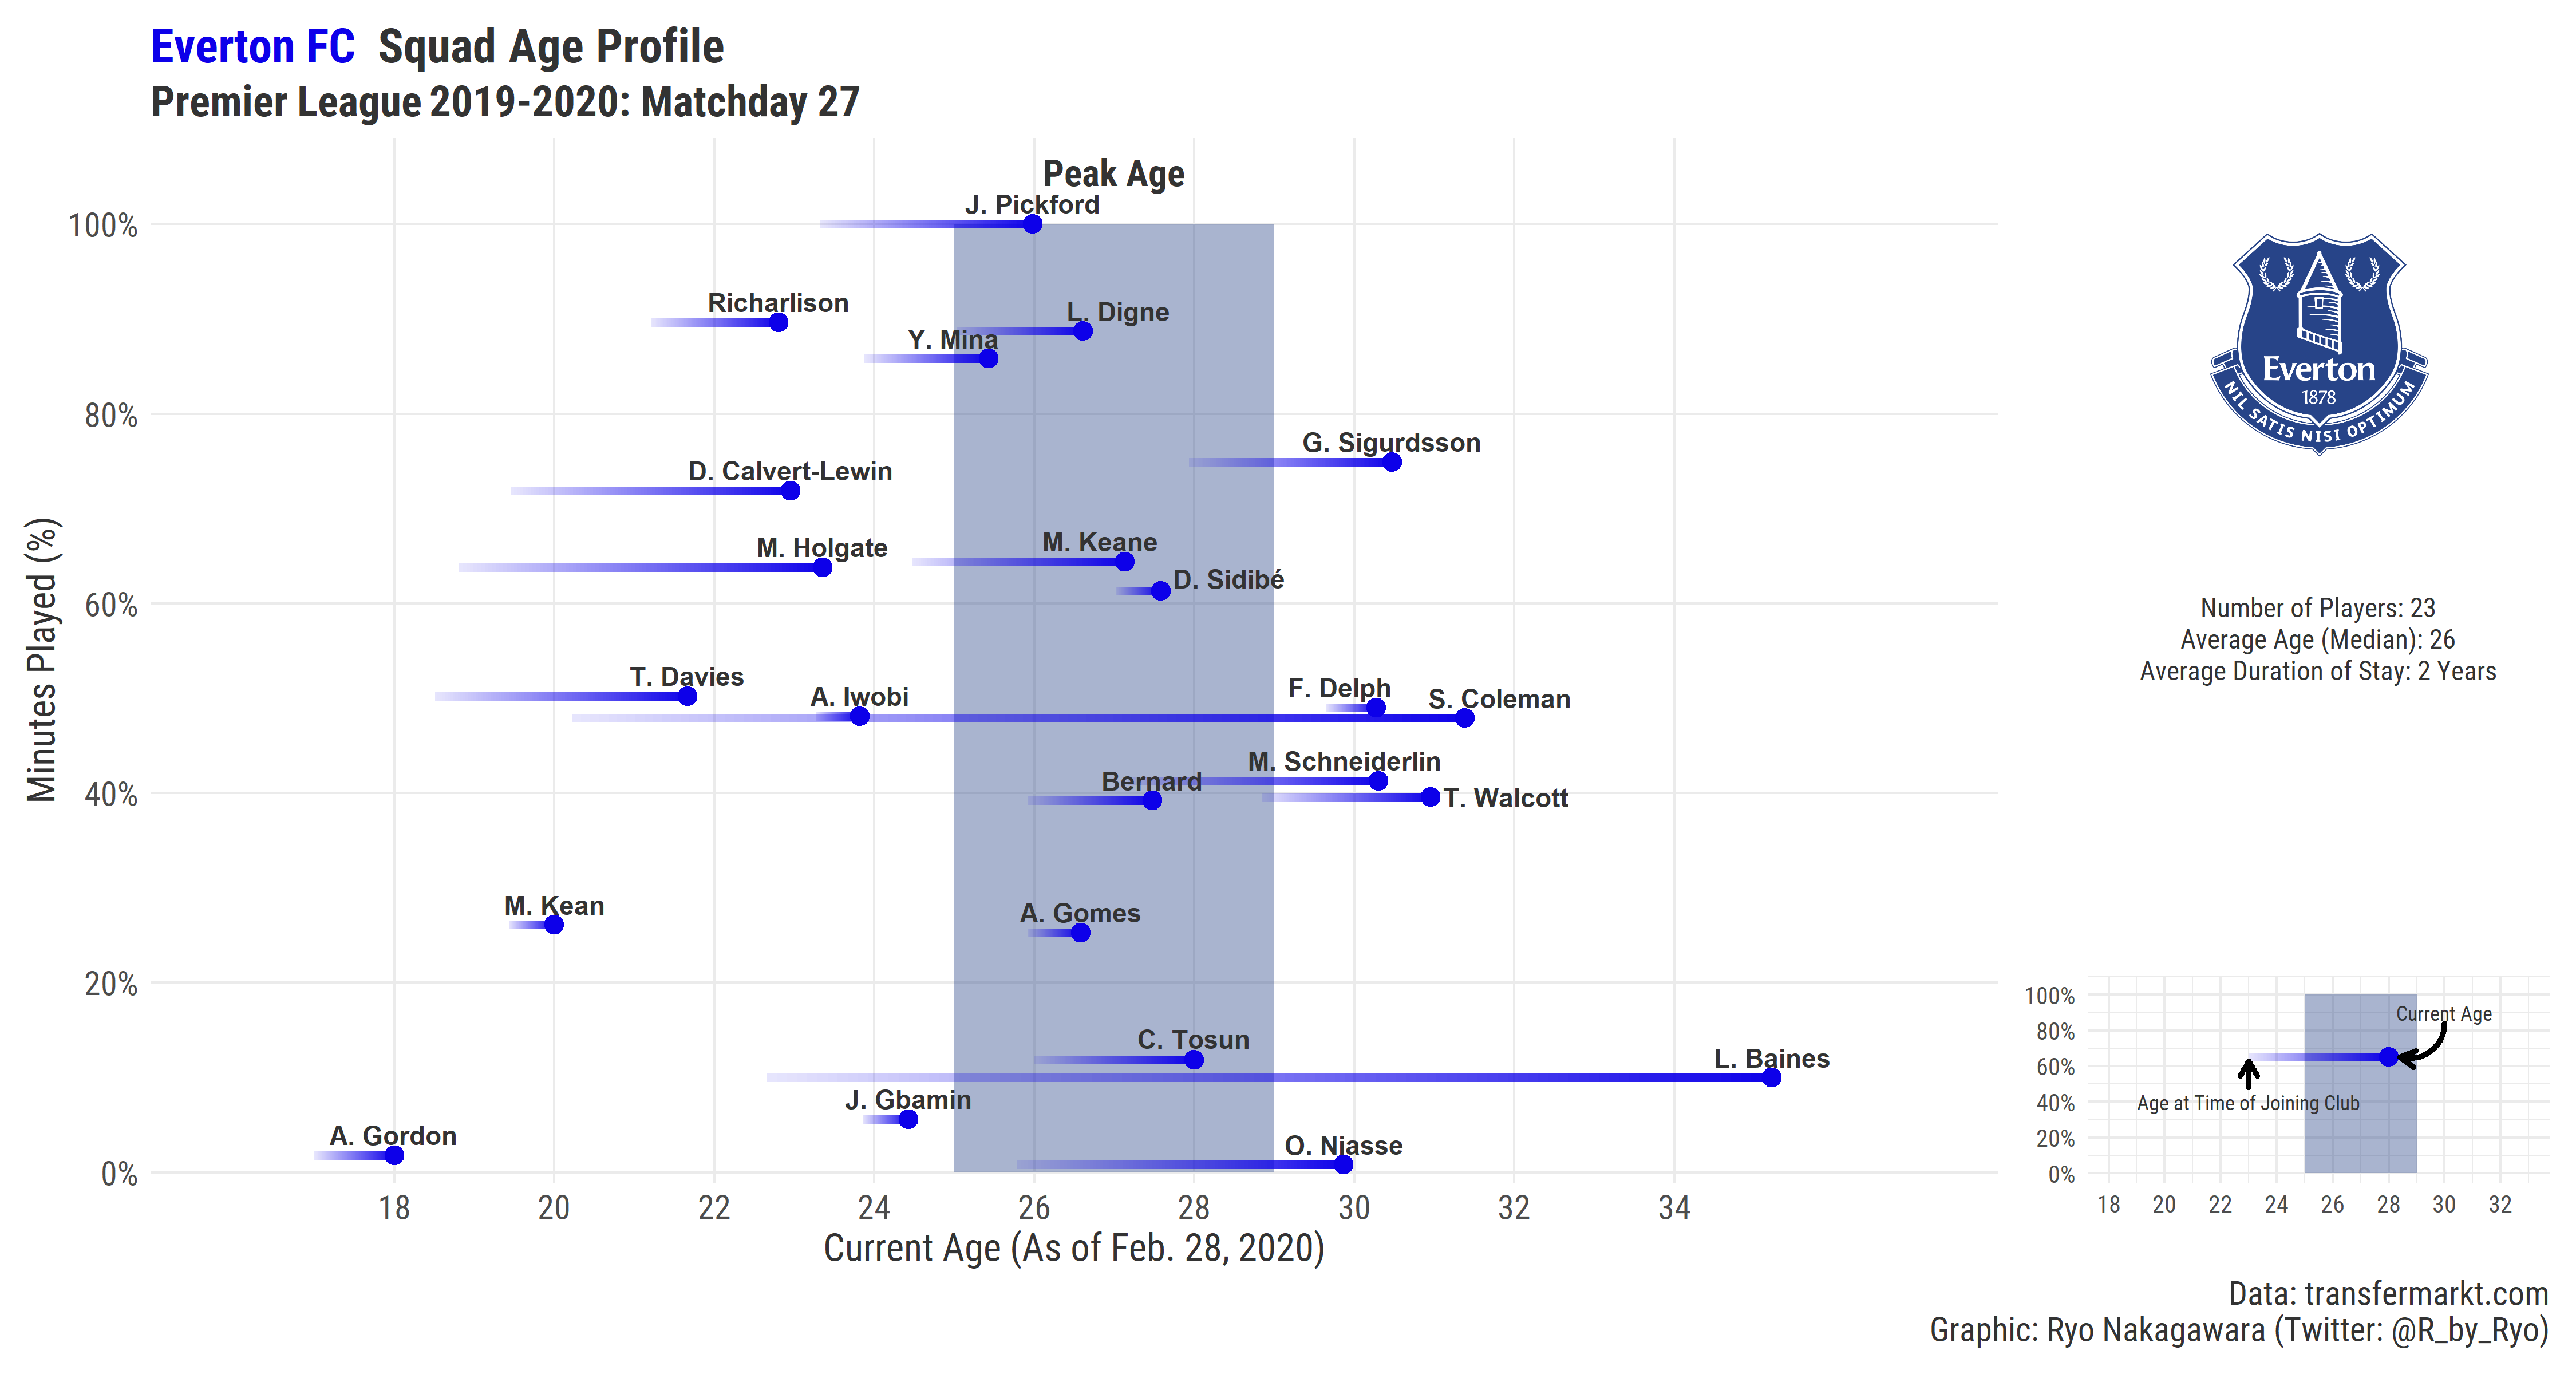 Everton FC Squad Age Profile
Premier League 2019-2020: Matchday 27
Peak Age
J. Pickford
Richarlison
L. Digne
Y. Mina
G. Sigurdsson
D. Calvert-Lewin
M. Keane
M. Holgate
D. Sidibé
T. Davies
A. Iwobi
F. Delph
S. Coleman
M. Schneiderlin
Bernard
T. Walcott
M. Kean
A. Gomes
C. Tosun
L. Baines
J. Gbamin
A. Gordon
O. Niasse
Minutes Played (%)
100%
80%
60%
40%
20%
0%
18 20 22 24 26 28 30 32 34
Current Age (As of Feb. 28, 2020)
Everton
1878
NIL SATIS NISI OPTIMUM
Number of Players: 23
Average Age (Median): 26
Average Duration of Stay: 2 Years
100%
80%
60%
40%
20%
0%
Current Age
Age at Time of Joining Club
18 20 22 24 26 28 30 32
Data: transfermarkt.com
Graphic: Ryo Nakagawara (Twitter: @R_by_Ryo)